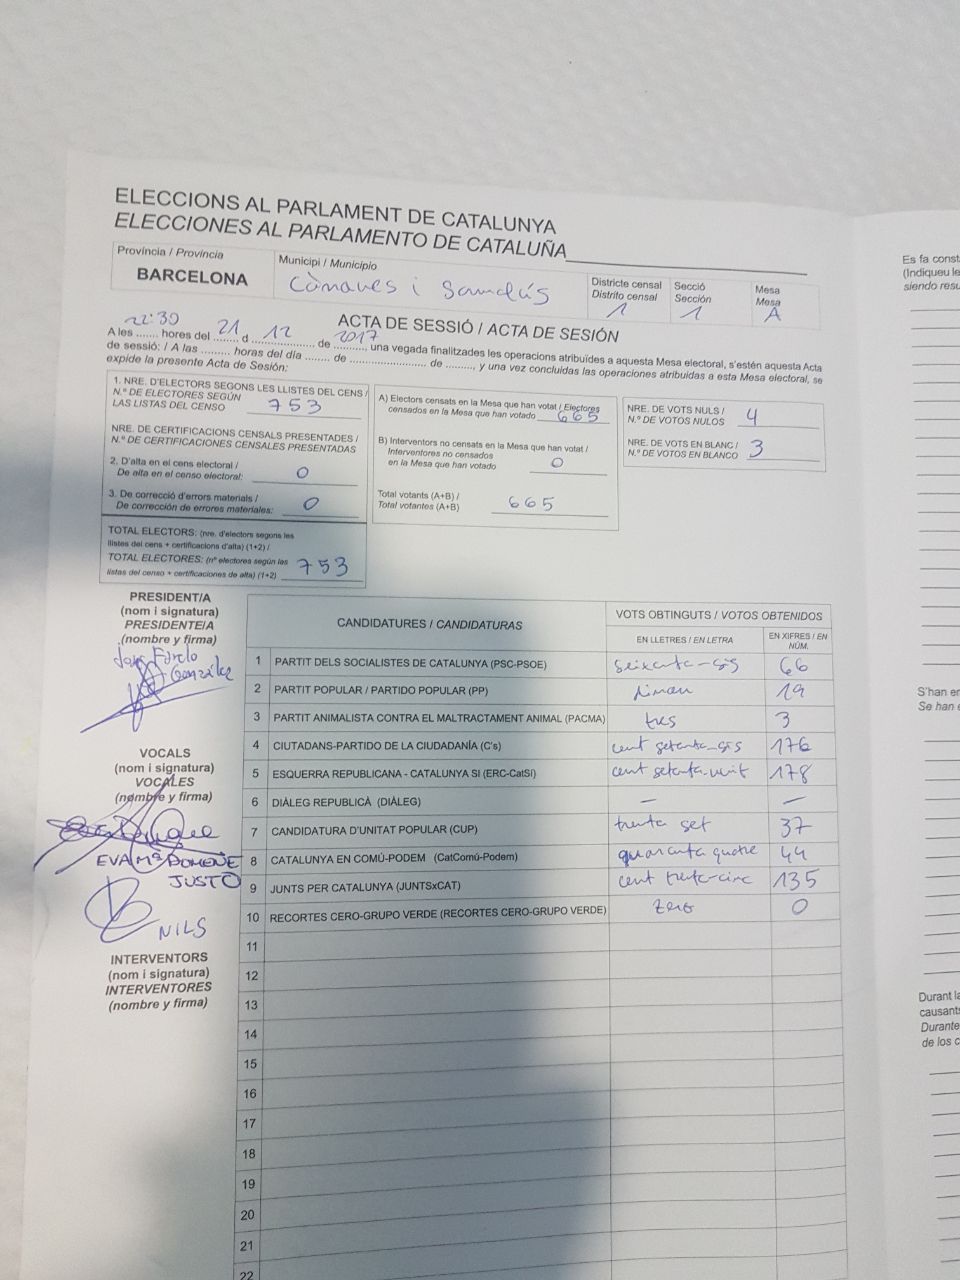 ELECCIONS AL PARLAMENT DE CATALUNYA
ELECCIONES AL PARLAMENTO DE CATALUÑA
Província / Provincia
BARCELONA
Municipi / Municipio
Cànoves i Samalús
Districte censal
Distrito censal
1
Secció
Sección
1
Mesa
Mesa
A
ACTA DE SESSIÓ / ACTA DE SESIÓN
22:30 21 12 2017
A les ....... hores del ........ d .................... de .........., una vegada finalitzades les operacions atribuïdes a aquesta Mesa electoral, s'estén aquesta Acta
de sessió: / A las ......... horas del día ........ de ........................ de .........., y una vez concluidas las operaciones atribuidas a esta Mesa electoral, se
expide la presente Acta de Sesión:
1. NRE. D'ELECTORS SEGONS LES LLISTES DEL CENS /
N.º DE ELECTORES SEGÚN
LAS LISTAS DEL CENSO 753
NRE. DE CERTIFICACIONS CENSALS PRESENTADES /
N.º DE CERTIFICACIONES CENSALES PRESENTADAS
2. D'alta en el cens electoral /
De alta en el censo electoral: 0
3. De correcció d'errors materials /
De corrección de errores materiales: 0
TOTAL ELECTORS: (nre. d'electors segons les
llistes del cens + certificacions d'alta) (1+2) /
TOTAL ELECTORES: (nº electores según las
listas del censo + certificaciones de alta) (1+2) 753
A) Electors censats en la Mesa que han votat / Electores
censados en la Mesa que han votado 665
B) Interventors no censats en la Mesa que han votat /
Interventores no censados
en la Mesa que han votado 0
Total votants (A+B) /
Total votantes (A+B) 665
NRE. DE VOTS NULS /
N.º DE VOTOS NULOS 4
NRE. DE VOTS EN BLANC /
N.º DE VOTOS EN BLANCO 3
PRESIDENT/A
(nom i signatura)
PRESIDENTE/A
(nombre y firma)
González
VOCALS
(nom i signatura)
VOCALES
(nombre y firma)
EVA Mª DOMENE
JUSTO
NILS
INTERVENTORS
(nom i signatura)
INTERVENTORES
(nombre y firma)
CANDIDATURES / CANDIDATURAS
VOTS OBTINGUTS / VOTOS OBTENIDOS
EN LLETRES / EN LETRA
EN XIFRES / EN NÚM.
1 PARTIT DELS SOCIALISTES DE CATALUNYA (PSC-PSOE) seixanta-sis 66
2 PARTIT POPULAR / PARTIDO POPULAR (PP) dinou 19
3 PARTIT ANIMALISTA CONTRA EL MALTRACTAMENT ANIMAL (PACMA) tres 3
4 CIUTADANS-PARTIDO DE LA CIUDADANÍA (C's) cent setanta-sis 176
5 ESQUERRA REPUBLICANA - CATALUNYA SI (ERC-CatSI) cent setanta-vuit 178
6 DIÀLEG REPUBLICÀ (DIÀLEG) — —
7 CANDIDATURA D'UNITAT POPULAR (CUP) trenta set 37
8 CATALUNYA EN COMÚ-PODEM (CatComú-Podem) quaranta quatre 44
9 JUNTS PER CATALUNYA (JUNTSxCAT) cent trenta-cinc 135
10 RECORTES CERO-GRUPO VERDE (RECORTES CERO-GRUPO VERDE) zero 0
11
12
13
14
15
16
17
18
19
20
21
22
Es fa const
(Indiqueu le
siendo resu
S'han en
Se han e
Durant la
causants
Durante
de los c